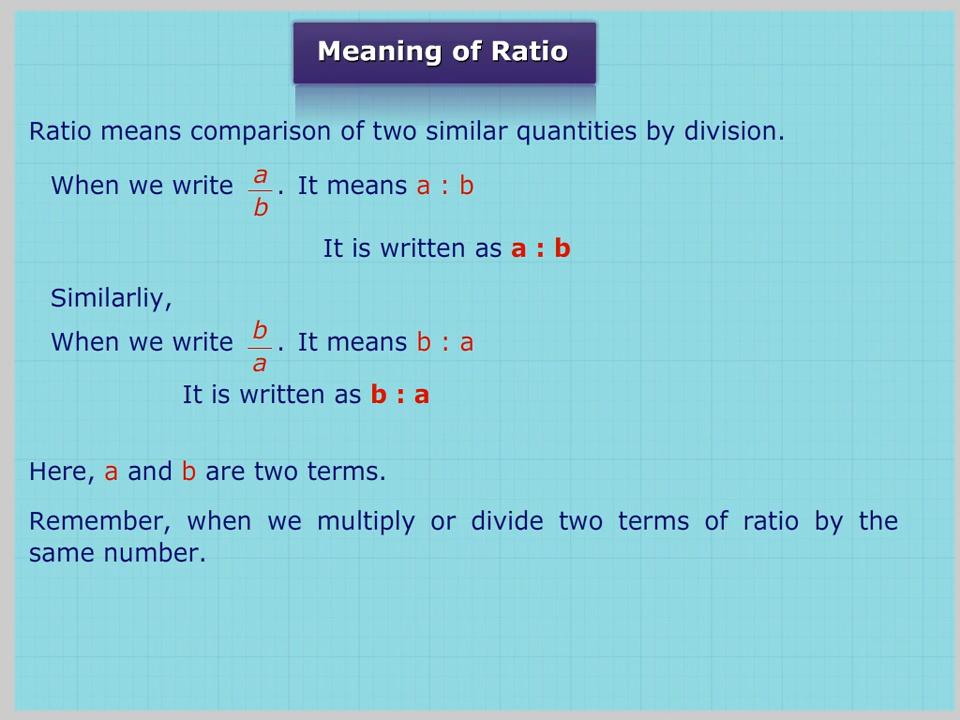 Meaning of Ratio
Ratio means comparison of two similar quantities by division.
When we write a/b. It means a : b
It is written as a : b
Similarliy,
When we write b/a. It means b : a
It is written as b : a
Here, a and b are two terms.
Remember, when we multiply or divide two terms of ratio by the
same number.